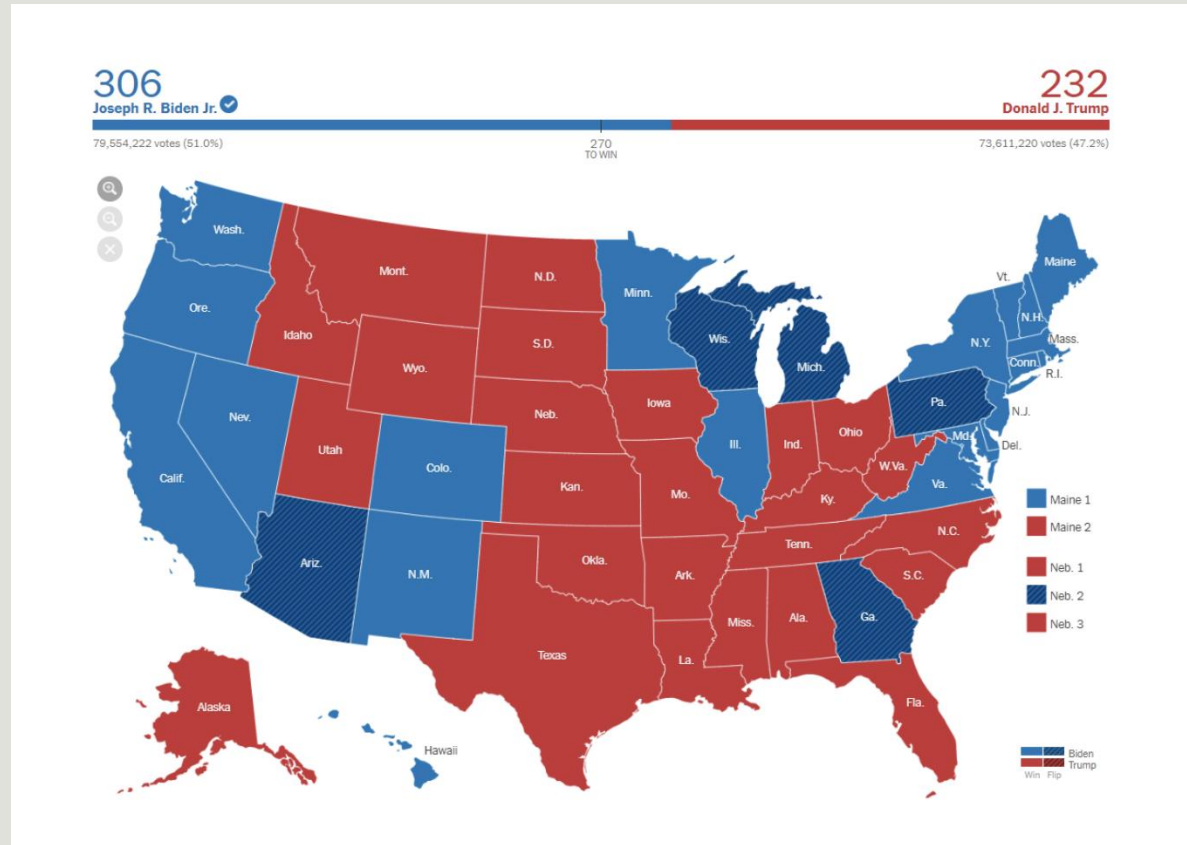 306
232
Joseph R. Biden Jr.
Donald J. Trump
79,554,222 votes (51.0%)
270
TO WIN
73,611,220 votes (47.2%)
Wash.
Mont.
N.D.
Minn.
Maine
Vt.
Ore.
Idaho
S.D.
Wis.
Mich.
N.Y.
N.H.
Mass.
Wyo.
Conn.
R.I.
Nev.
Neb.
Iowa
Pa.
N.J.
Utah
Colo.
Ill.
Ind.
Ohio
Md.
Del.
Calif.
Kan.
Mo.
W.Va.
Ky.
Va.
Maine 1
Maine 2
Ariz.
N.M.
Okla.
Ark.
Tenn.
N.C.
S.C.
Neb. 1
Neb. 2
Neb. 3
Texas
La.
Miss.
Ala.
Ga.
Fla.
Alaska
Hawaii
Biden
Trump
Win Flip